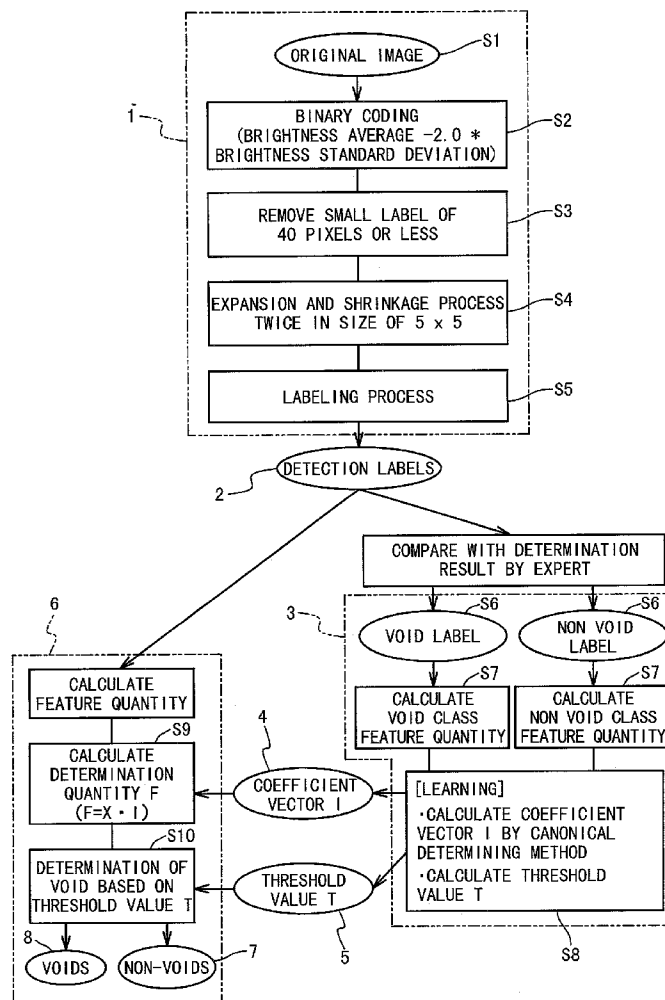 S1
ORIGINAL IMAGE
1
BINARY CODING
(BRIGHTNESS AVERAGE -2.0 *
BRIGHTNESS STANDARD DEVIATION)
S2
REMOVE SMALL LABEL OF
40 PIXELS OR LESS
S3
EXPANSION AND SHRINKAGE PROCESS
TWICE IN SIZE OF 5 x 5
S4
LABELING PROCESS
S5
DETECTION LABELS
2
COMPARE WITH DETERMINATION
RESULT BY EXPERT
6
3
S6
S6
VOID LABEL
NON VOID
LABEL
S7
S7
CALCULATE
FEATURE QUANTITY
CALCULATE
VOID CLASS
FEATURE QUANTITY
CALCULATE
NON VOID CLASS
FEATURE QUANTITY
S9
4
CALCULATE
DETERMINATION
QUANTITY F
(F=X・I)
COEFFICIENT VECTOR I
[LEARNING]
・CALCULATE COEFFICIENT
VECTOR I BY CANONICAL
DETERMINING METHOD
・CALCULATE THRESHOLD
VALUE T
S10
DETERMINATION OF
VOID BASED ON
THRESHOLD VALUE T
THRESHOLD
VALUE T
8
VOIDS
NON-VOIDS
7
5
S8